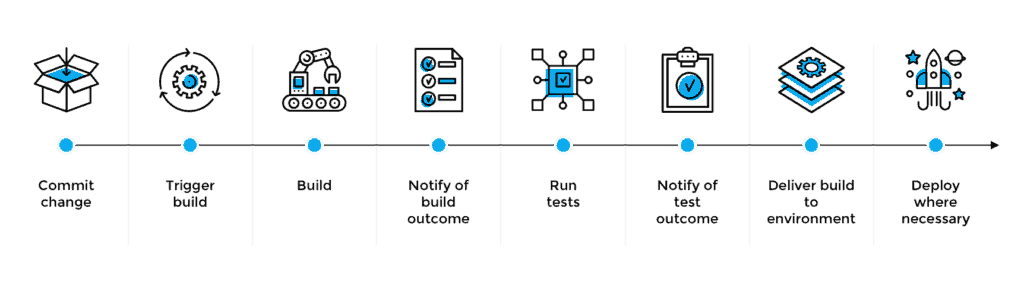 Commit
change
Trigger
build
Build
Notify of
build
outcome
Run
tests
Notify of
test
outcome
Deliver build
to
environment
Deploy
where
necessary